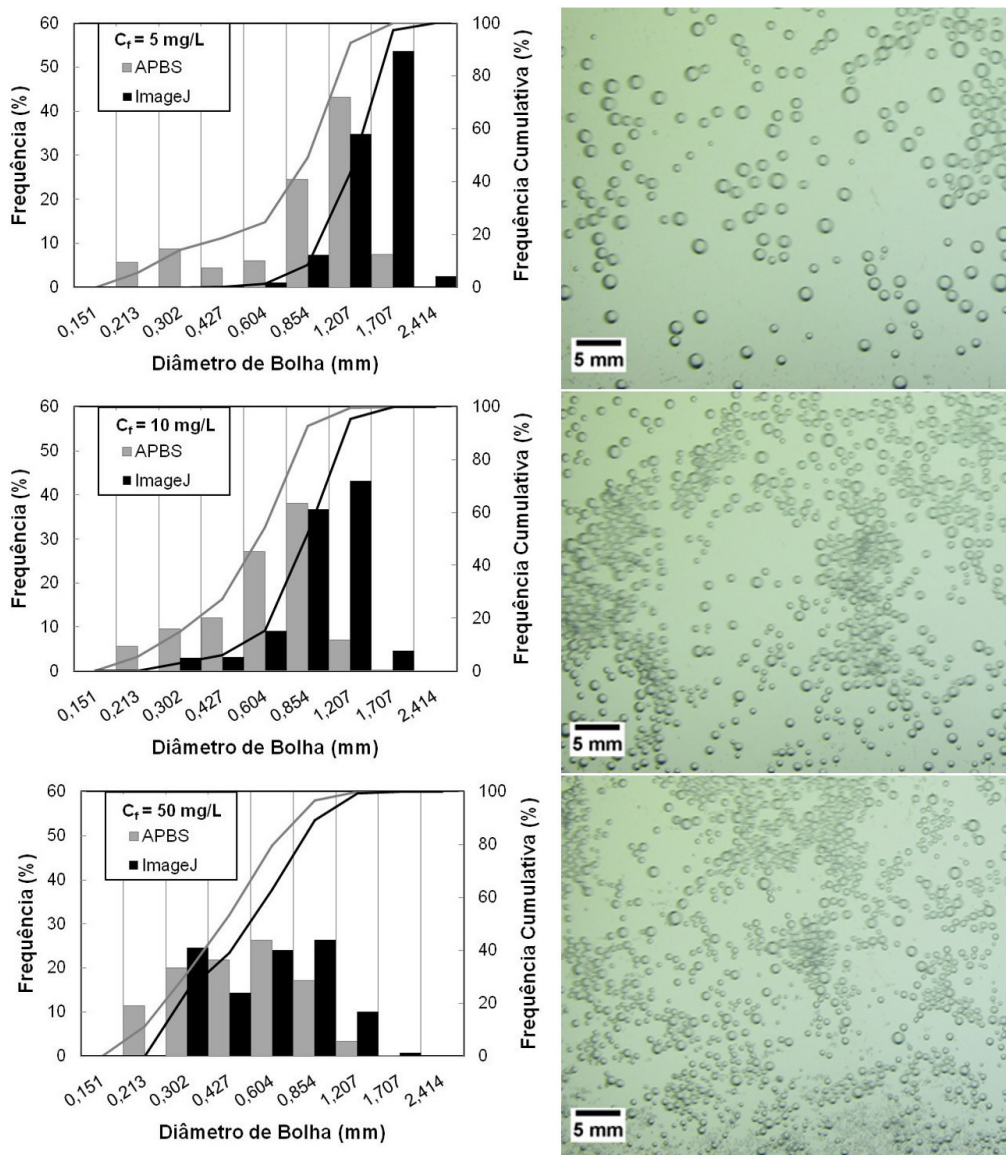 C_f = 5 mg/L
APBS
ImageJ
Frequência (%)
60
50
40
30
20
10
0
100
80
60
40
20
0
Frequência Cumulativa (%)
0,151 0,213 0,302 0,427 0,604 0,854 1,207 1,707 2,414
Diâmetro de Bolha (mm)
5 mm
C_f = 10 mg/L
APBS
ImageJ
Frequência (%)
60
50
40
30
20
10
0
100
80
60
40
20
0
Frequência Cumulativa (%)
0,151 0,213 0,302 0,427 0,604 0,854 1,207 1,707 2,414
Diâmetro de Bolha (mm)
5 mm
C_f = 50 mg/L
APBS
ImageJ
Frequência (%)
60
50
40
30
20
10
0
100
80
60
40
20
0
Frequência Cumulativa (%)
0,151 0,213 0,302 0,427 0,604 0,854 1,207 1,707 2,414
Diâmetro de Bolha (mm)
5 mm